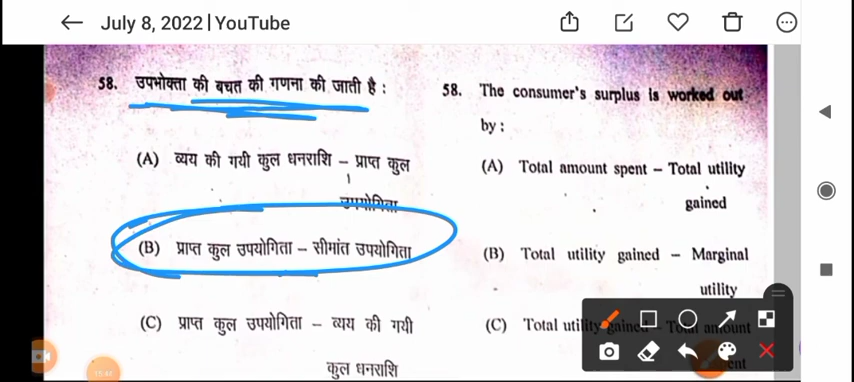 July 8, 2022 | YouTube
58. उपभोक्ता की बचत की गणना की जाती है :
(A) व्यय की गयी कुल धनराशि – प्राप्त कुल
उपयोगिता
(B) प्राप्त कुल उपयोगिता – सीमांत उपयोगिता
(C) प्राप्त कुल उपयोगिता – व्यय की गयी
कुल धनराशि
58. The consumer's surplus is worked out
by :
(A) Total amount spent – Total utility
gained
(B) Total utility gained – Marginal
utility
(C) Total utility gained – Total amount